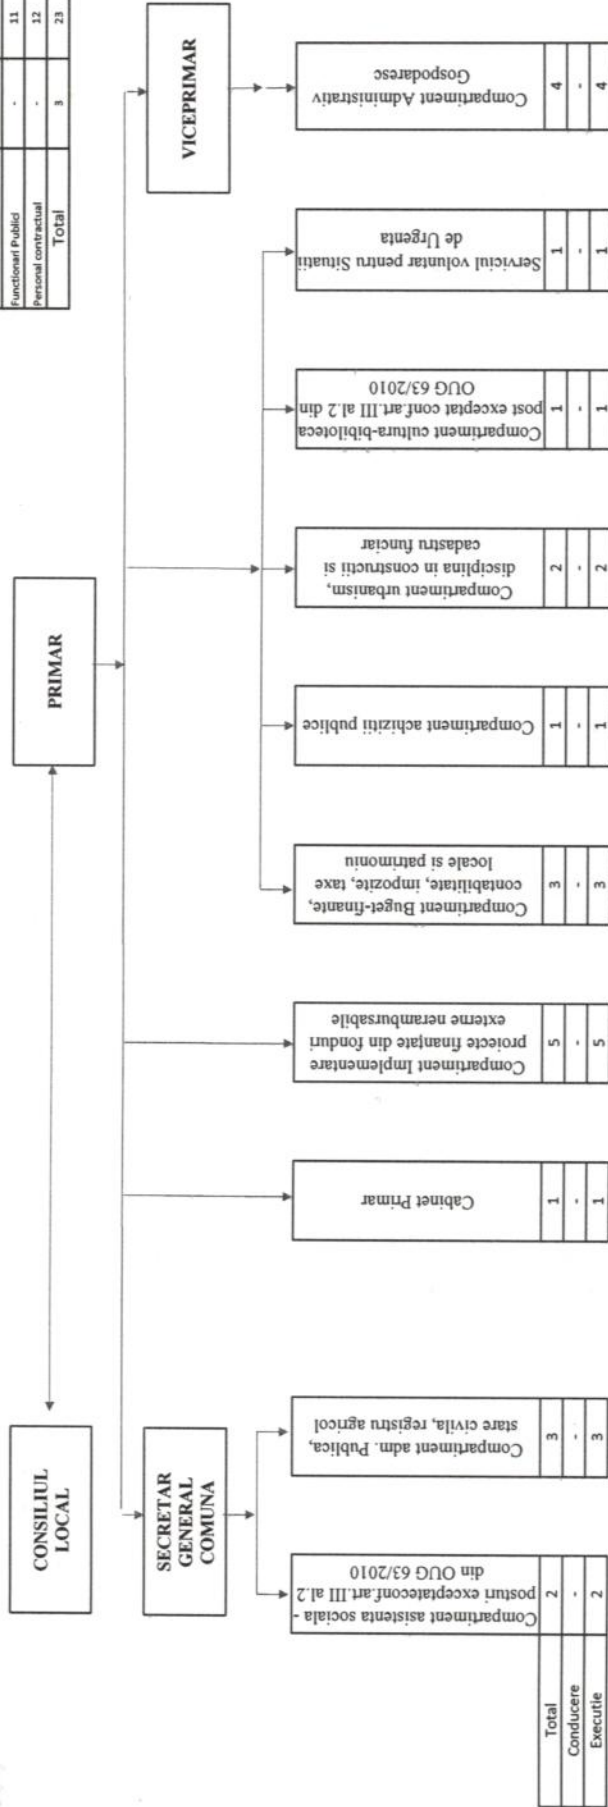 Functionari Publici - 11
Personal contractual - 12
Total 3 23
CONSILIUL
LOCAL
PRIMAR
SECRETAR
GENERAL
COMUNA
VICEPRIMAR
Compartiment asistenta sociala -
posturi exceptateconf.art.III al.2
din OUG 63/2010
Compartiment adm. Publica,
stare civila, registru agricol
Cabinet Primar
Compartiment Implementare
proiecte finanțate din fonduri
externe nerambursabile
Compartiment Buget-finante,
contabilitate, impozite, taxe
locale si patrimoniu
Compartiment achizitii publice
Compartiment urbanism,
disciplina in constructii si
cadastru funciar
Compartiment cultura-bibiloteca
post exceptat conf.art.III al.2 din
OUG 63/2010
Serviciul voluntar pentru Situatii
de Urgenta
Compartiment Administrativ
Gospodaresc
Total 2 3 1 5 3 1 2 1 1 4
Conducere - - - - - - - - - -
Executie 2 3 1 5 3 1 2 1 1 4